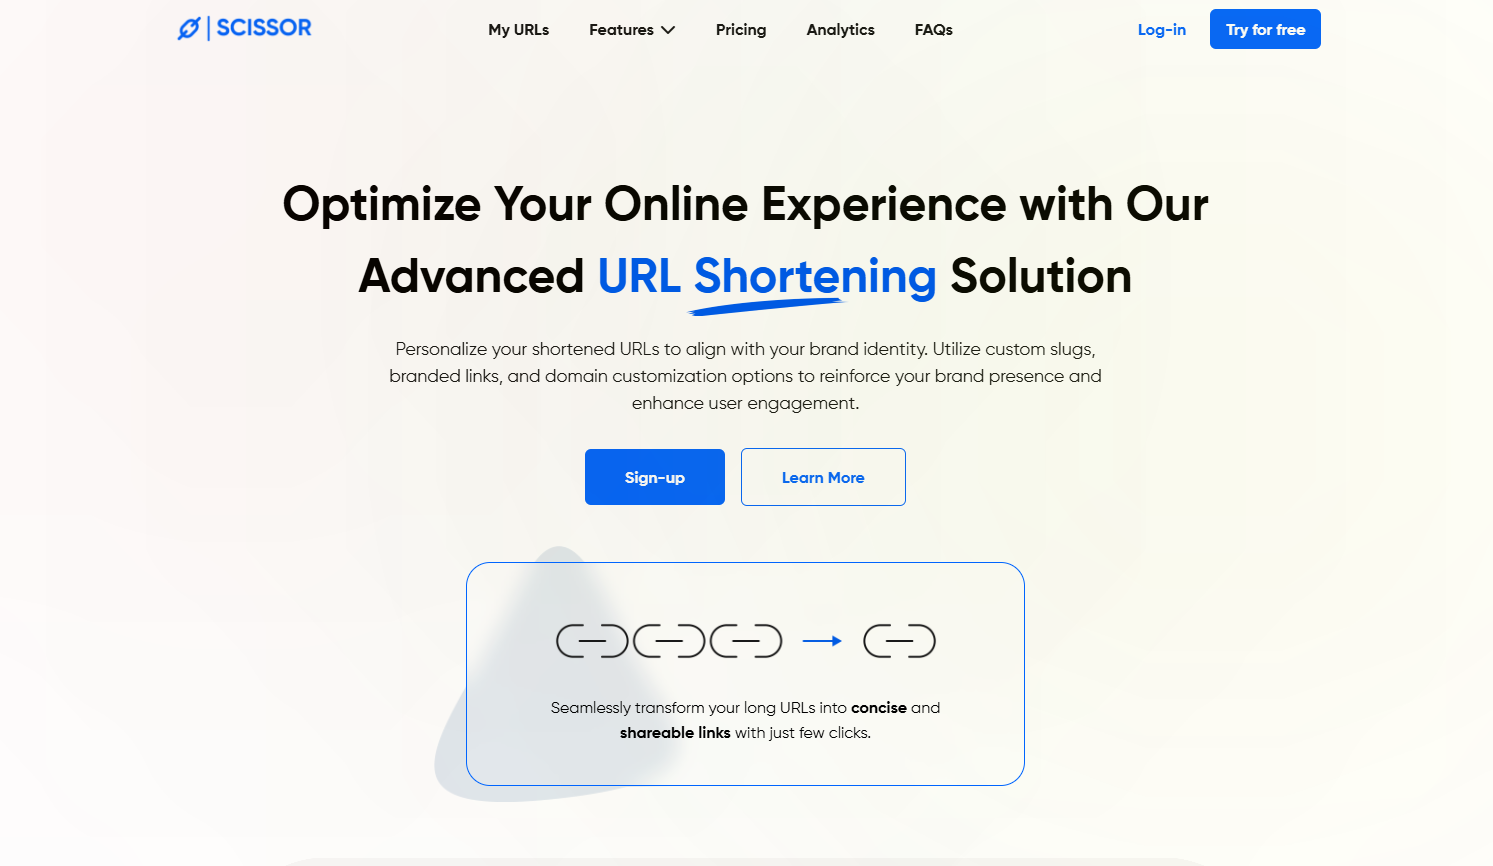 SCISSOR
My URLs
Features
Pricing
Analytics
FAQs
Log-in
Try for free
Optimize Your Online Experience with Our
Advanced URL Shortening Solution
Personalize your shortened URLs to align with your brand identity. Utilize custom slugs,
branded links, and domain customization options to reinforce your brand presence and
enhance user engagement.
Sign-up
Learn More
Seamlessly transform your long URLs into concise and
shareable links with just few clicks.